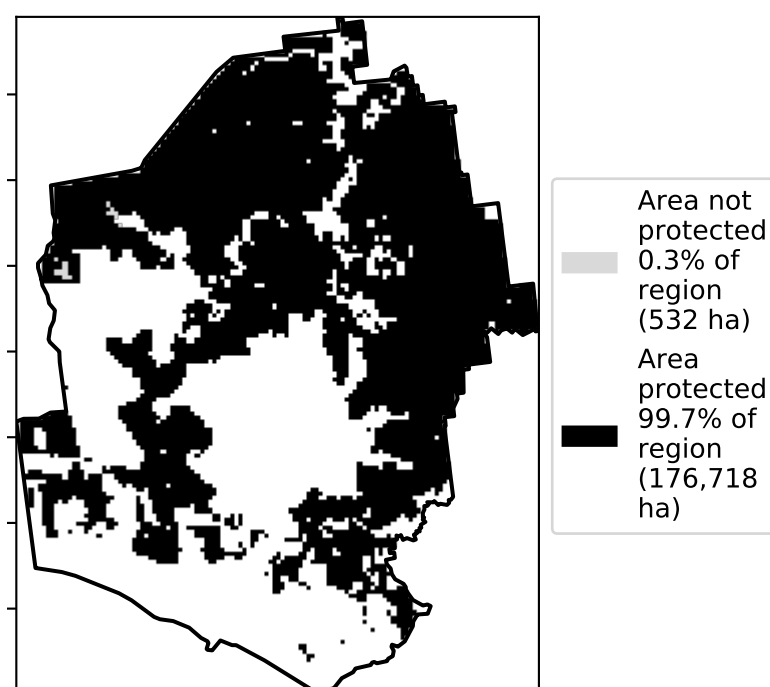 Area not
protected
0.3% of
region
(532 ha)
Area
protected
99.7% of
region
(176,718
ha)